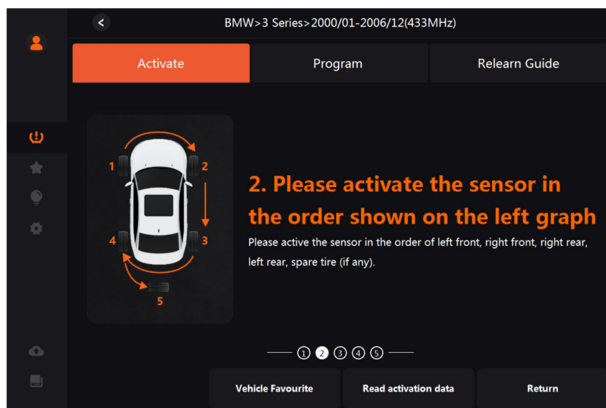 BMW>3 Series>2000/01-2006/12(433MHz)
Activate
Program
Relearn Guide
1
2
3
4
5
2. Please activate the sensor in
the order shown on the left graph
Please active the sensor in the order of left front, right front, right rear,
left rear, spare tire (if any).
1 2 3 4 5
Vehicle Favourite
Read activation data
Return